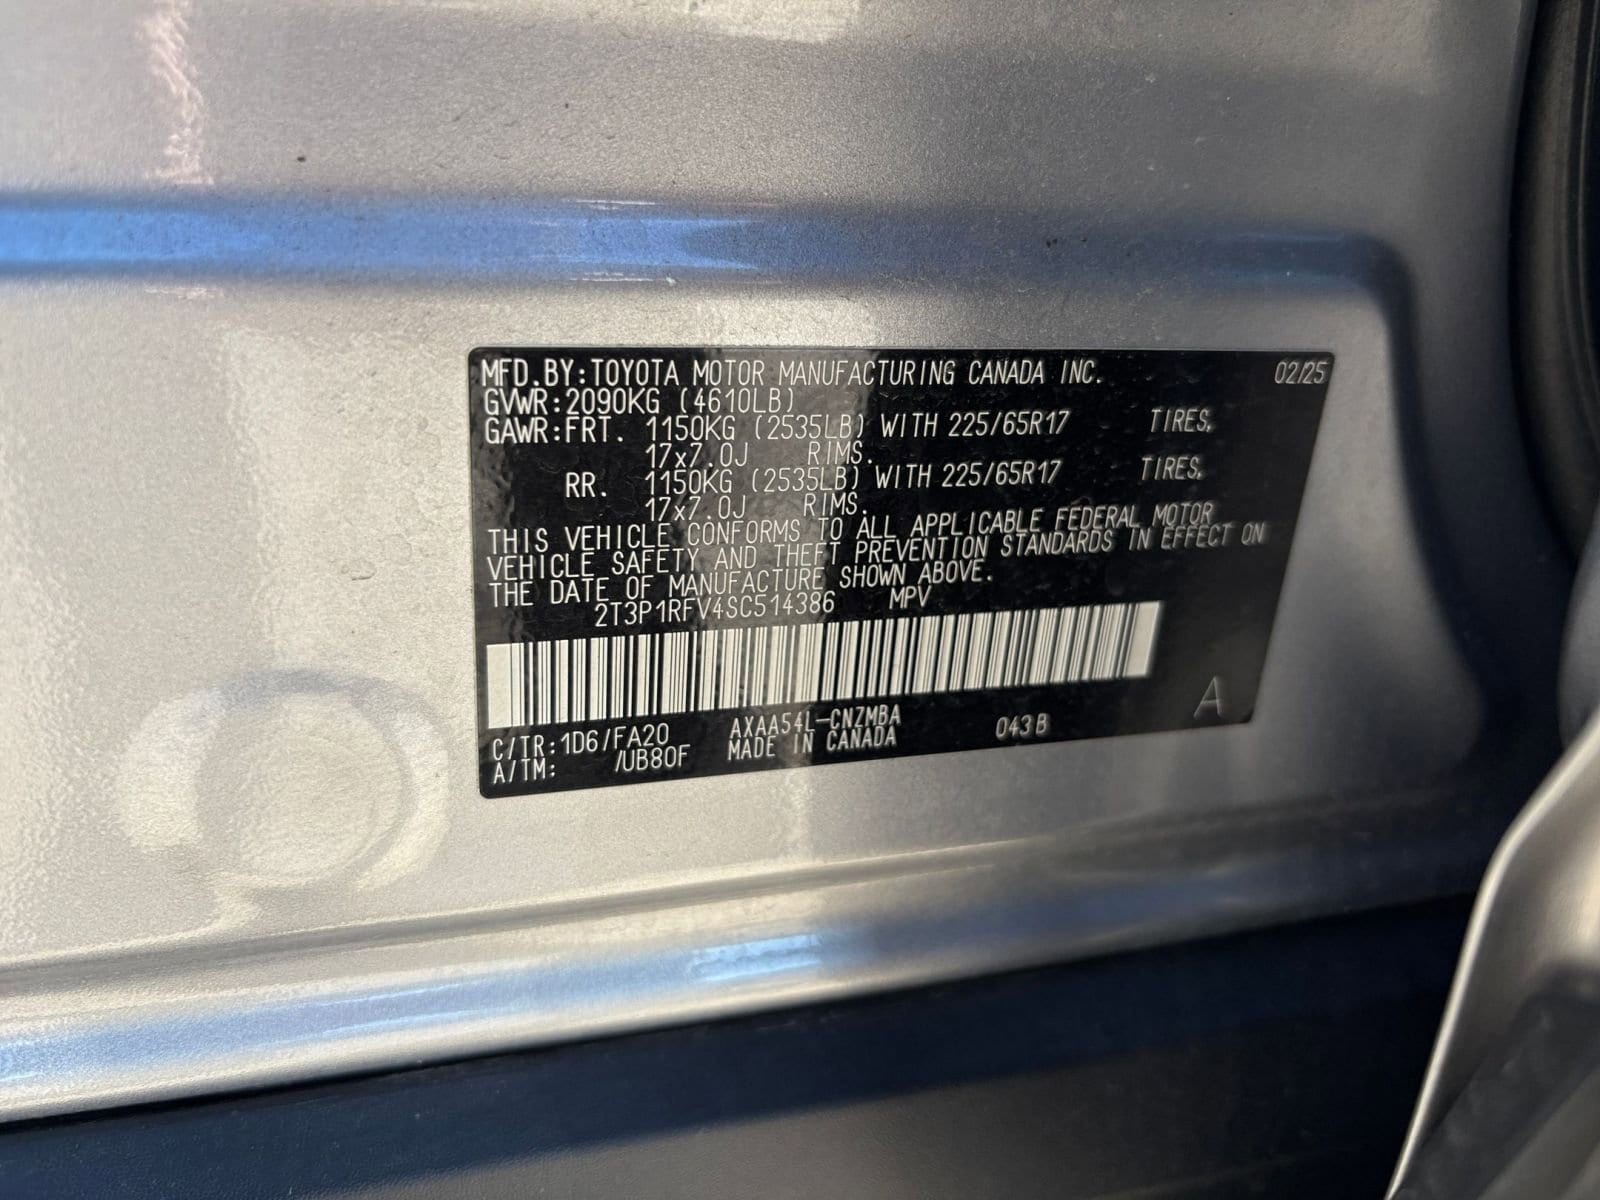 MFD.BY:TOYOTA MOTOR MANUFACTURING CANADA INC. 02/25
GVWR:2090KG (4610LB)
GAWR:FRT. 1150KG (2535LB) WITH 225/65R17 TIRES,
17x7.0J RIMS.
RR. 1150KG (2535LB) WITH 225/65R17 TIRES,
17x7.0J RIMS.
THIS VEHICLE CONFORMS TO ALL APPLICABLE FEDERAL MOTOR
VEHICLE SAFETY AND THEFT PREVENTION STANDARDS IN EFFECT ON
THE DATE OF MANUFACTURE SHOWN ABOVE.
2T3P1RFV4SC514386 MPV
C/TR:1D6/FA20 AXAA54L-CNZMBA 043B A
A/TM: /UB80F MADE IN CANADA